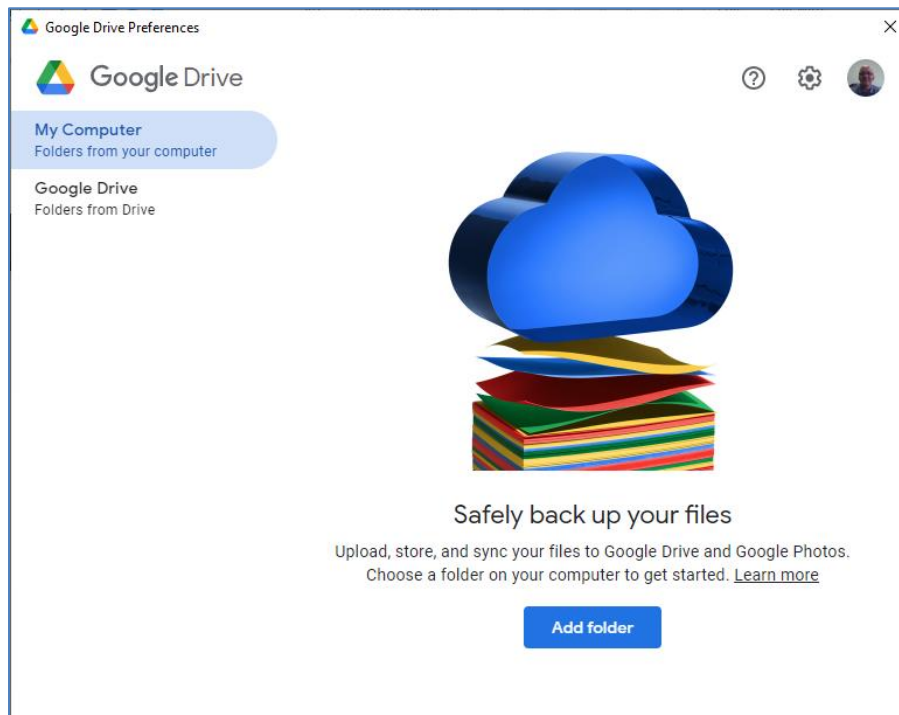 Google Drive Preferences
Google Drive
My Computer
Folders from your computer
Google Drive
Folders from Drive
Safely back up your files
Upload, store, and sync your files to Google Drive and Google Photos.
Choose a folder on your computer to get started. Learn more
Add folder